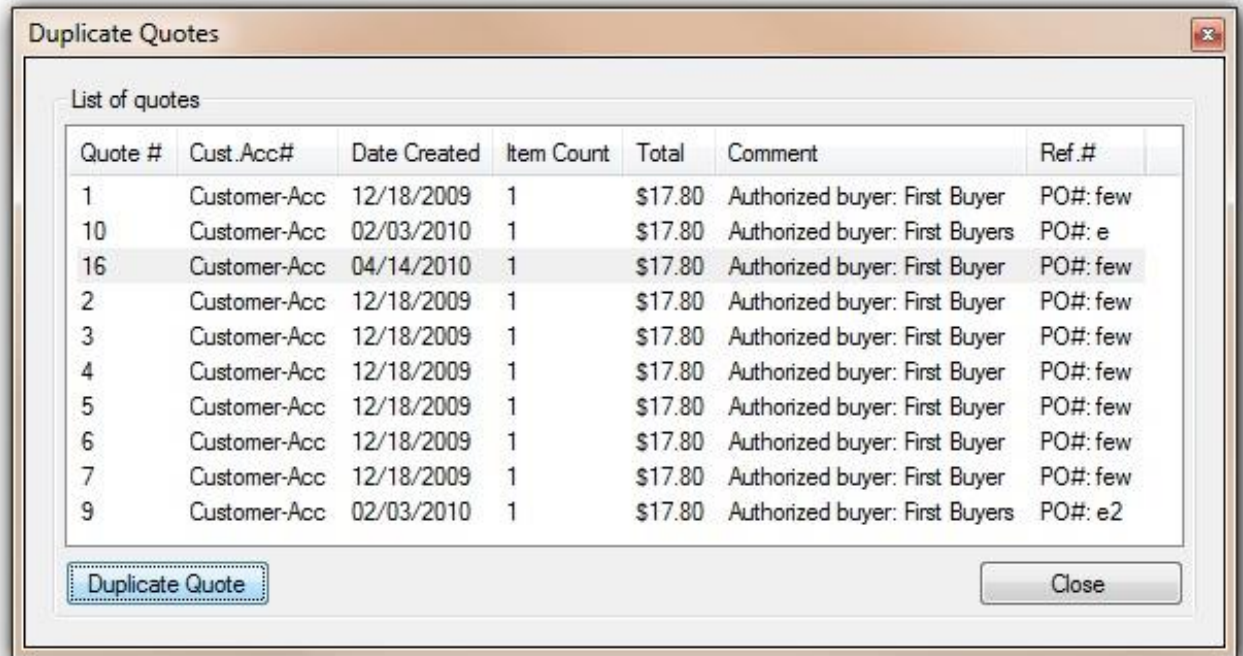 Duplicate Quotes
List of quotes
Quote # Cust.Acc# Date Created Item Count Total Comment Ref.#
1 Customer-Acc 12/18/2009 1 $17.80 Authorized buyer: First Buyer PO#: few
10 Customer-Acc 02/03/2010 1 $17.80 Authorized buyer: First Buyers PO#: e
16 Customer-Acc 04/14/2010 1 $17.80 Authorized buyer: First Buyer PO#: few
2 Customer-Acc 12/18/2009 1 $17.80 Authorized buyer: First Buyer PO#: few
3 Customer-Acc 12/18/2009 1 $17.80 Authorized buyer: First Buyer PO#: few
4 Customer-Acc 12/18/2009 1 $17.80 Authorized buyer: First Buyer PO#: few
5 Customer-Acc 12/18/2009 1 $17.80 Authorized buyer: First Buyer PO#: few
6 Customer-Acc 12/18/2009 1 $17.80 Authorized buyer: First Buyer PO#: few
7 Customer-Acc 12/18/2009 1 $17.80 Authorized buyer: First Buyer PO#: few
9 Customer-Acc 02/03/2010 1 $17.80 Authorized buyer: First Buyers PO#: e2
Duplicate Quote Close